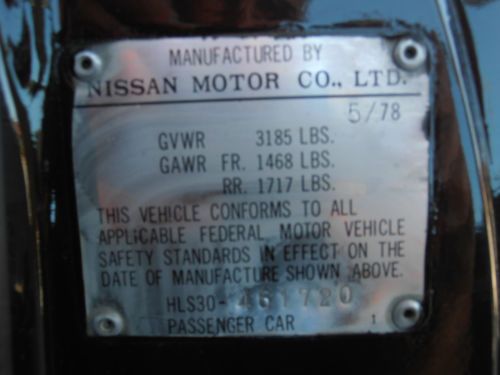 MANUFACTURED BY
NISSAN MOTOR CO., LTD.
5/78
GVWR 3185 LBS.
GAWR FR. 1468 LBS.
RR. 1717 LBS.
THIS VEHICLE CONFORMS TO ALL
APPLICABLE FEDERAL MOTOR VEHICLE
SAFETY STANDARDS IN EFFECT ON THE
DATE OF MANUFACTURE SHOWN ABOVE.
HLS30-461720
PASSENGER CAR 1